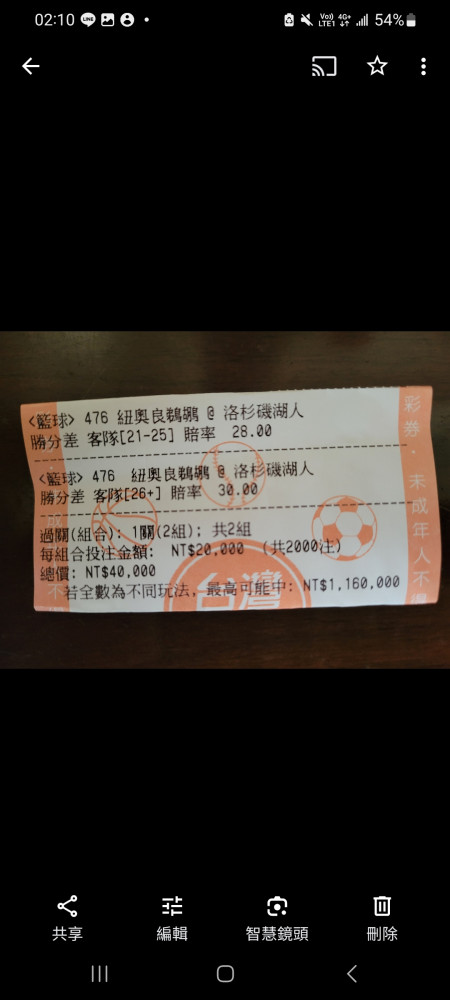 02:10
Vo)) 4G+
LTE1
54%
彩券．未成年人不得
<籃球> 476 紐奧良鵜鶘 @ 洛杉磯湖人
勝分差 客隊[21-25] 賠率 28.00
<籃球> 476 紐奧良鵜鶘 @ 洛杉磯湖人
勝分差 客隊[26+] 賠率 30.00
過關(組合): 1關(2組): 共2組
每組合投注金額: NT$20,000 (共2000注)
總價: NT$40,000
若全數為不同玩法, 最高可能中: NT$1,160,000
台灣
共享
編輯
智慧鏡頭
刪除